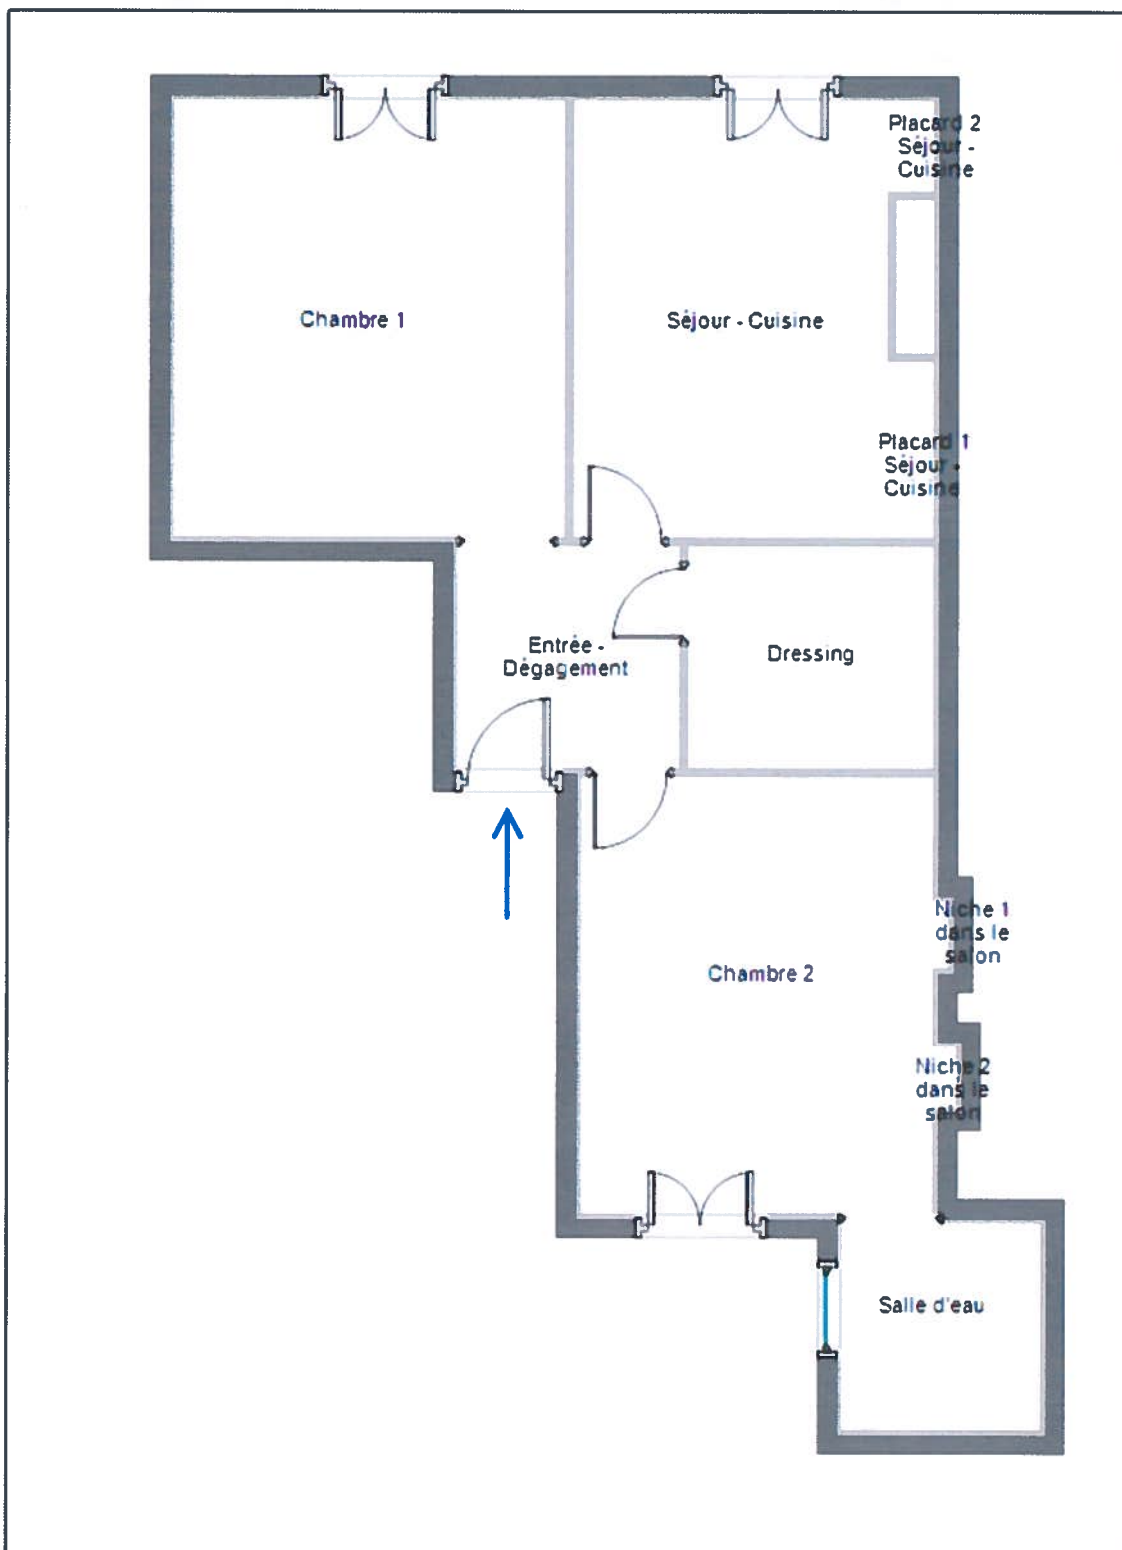 Placard 2
Séjour -
Cuisine
Chambre 1
Séjour - Cuisine
Placard 1
Séjour -
Cuisine
Entrée -
Dégagement
Dressing
Niche 1
dans le
salon
Chambre 2
Niche 2
dans le
salon
Salle d'eau